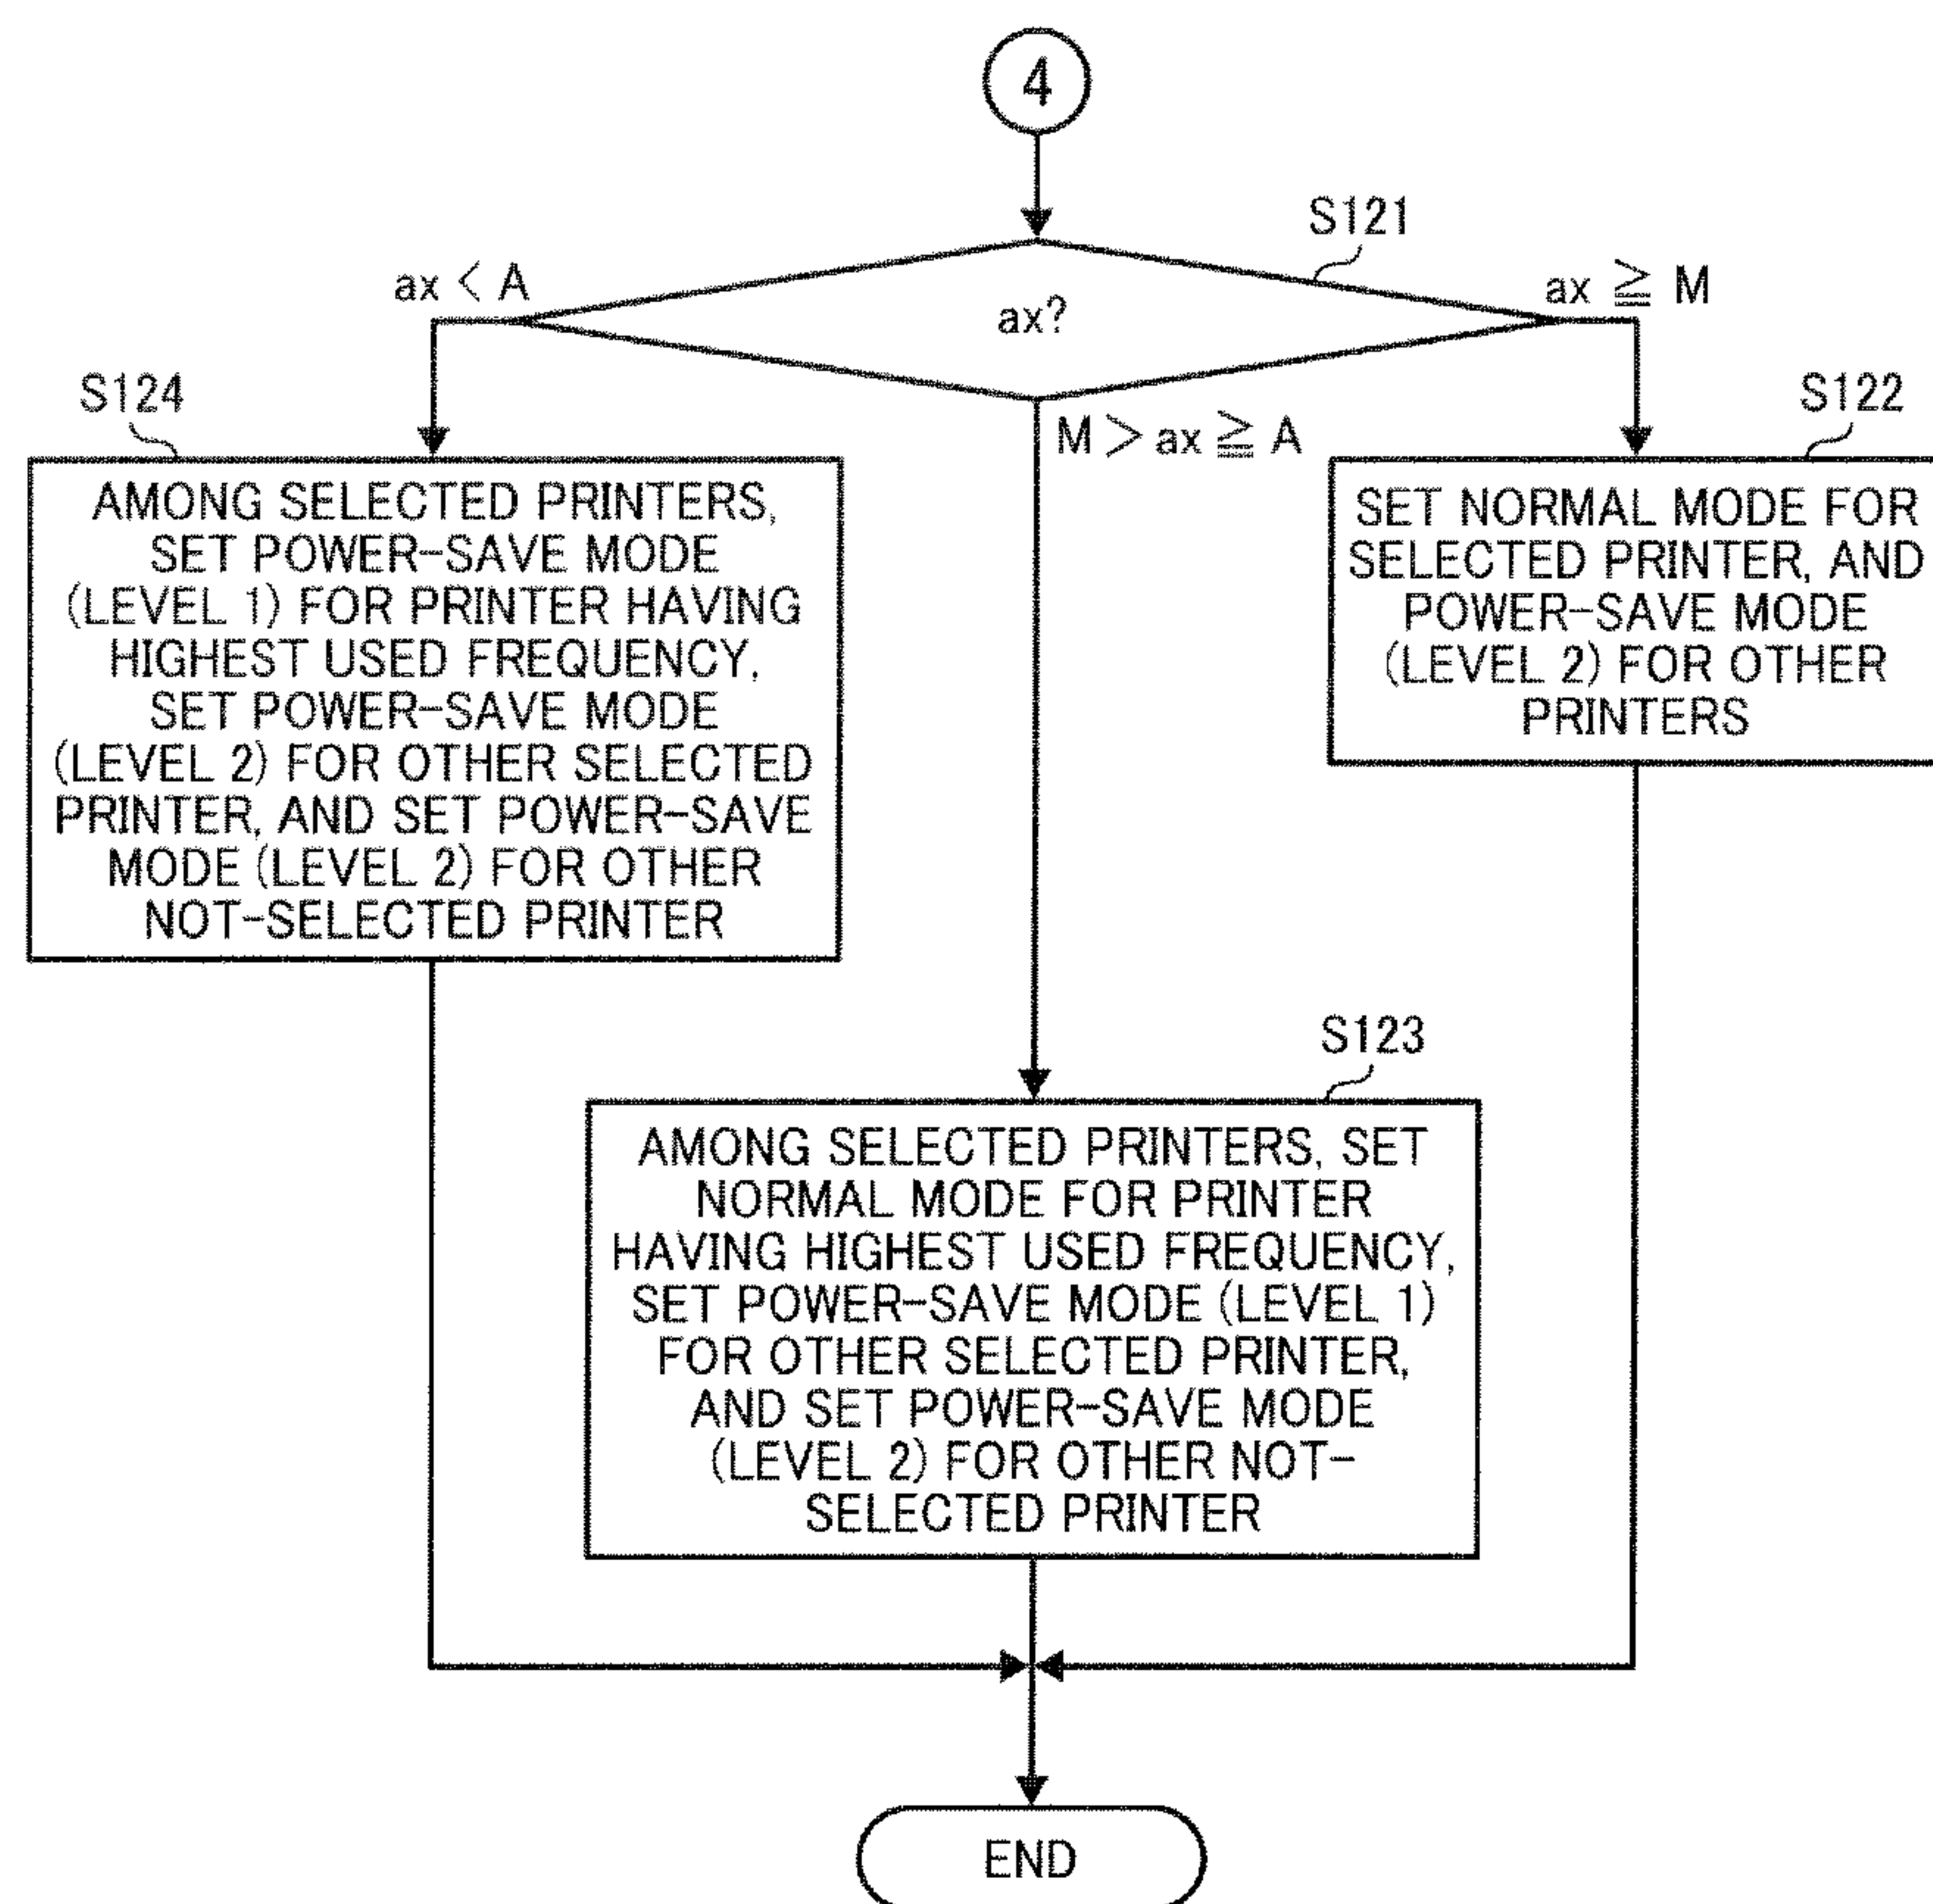 4
S121
ax < A
ax?
ax ≧ M
S124
M > ax ≧ A
S122
AMONG SELECTED PRINTERS,
SET POWER-SAVE MODE
(LEVEL 1) FOR PRINTER HAVING
HIGHEST USED FREQUENCY,
SET POWER-SAVE MODE
(LEVEL 2) FOR OTHER SELECTED
PRINTER, AND SET POWER-SAVE
MODE (LEVEL 2) FOR OTHER
NOT-SELECTED PRINTER
SET NORMAL MODE FOR
SELECTED PRINTER, AND
POWER-SAVE MODE
(LEVEL 2) FOR OTHER
PRINTERS
S123
AMONG SELECTED PRINTERS, SET
NORMAL MODE FOR PRINTER
HAVING HIGHEST USED FREQUENCY,
SET POWER-SAVE MODE (LEVEL 1)
FOR OTHER SELECTED PRINTER,
AND SET POWER-SAVE MODE
(LEVEL 2) FOR OTHER NOT-
SELECTED PRINTER
END